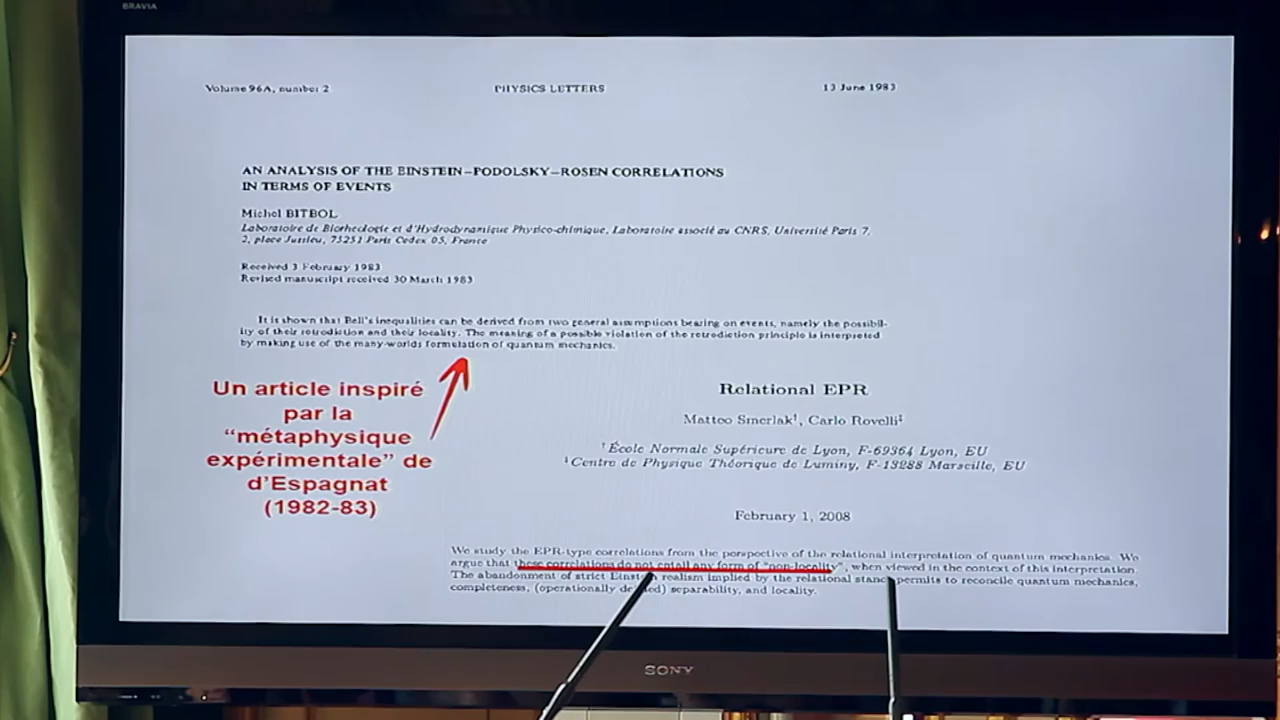 BRAVIA
Volume 96A, number 2 PHYSICS LETTERS 13 June 1983
AN ANALYSIS OF THE EINSTEIN–PODOLSKY–ROSEN CORRELATIONS
IN TERMS OF EVENTS
Michel BITBOL
Laboratoire de Biorheologie et d'Hydrodynamique Physico-chimique, Laboratoire associé au CNRS, Université Paris 7,
2, place Jussieu, 75251 Paris Cedex 05, France
Received 3 February 1983
Revised manuscript received 30 March 1983
It is shown that Bell's inequalities can be derived from two general assumptions bearing on events, namely the possibil-
ity of their retrodiction and their locality. The meaning of a possible violation of the retrodiction principle is interpreted
by making use of the many-worlds formulation of quantum mechanics.
Un article inspiré
par la
“métaphysique
expérimentale” de
d’Espagnat
(1982-83)
Relational EPR
Matteo Smerlak†, Carlo Rovelli‡
†École Normale Supérieure de Lyon, F-69364 Lyon, EU
‡Centre de Physique Théorique de Luminy, F-13288 Marseille, EU
February 1, 2008
We study the EPR-type correlations from the perspective of the relational interpretation of quantum mechanics. We
argue that these correlations do not entail any form of “non-locality”, when viewed in the context of this interpretation.
The abandonment of strict Einstein realism implied by the relational stance permits to reconcile quantum mechanics,
completeness, (operationally defined) separability, and locality.
SONY